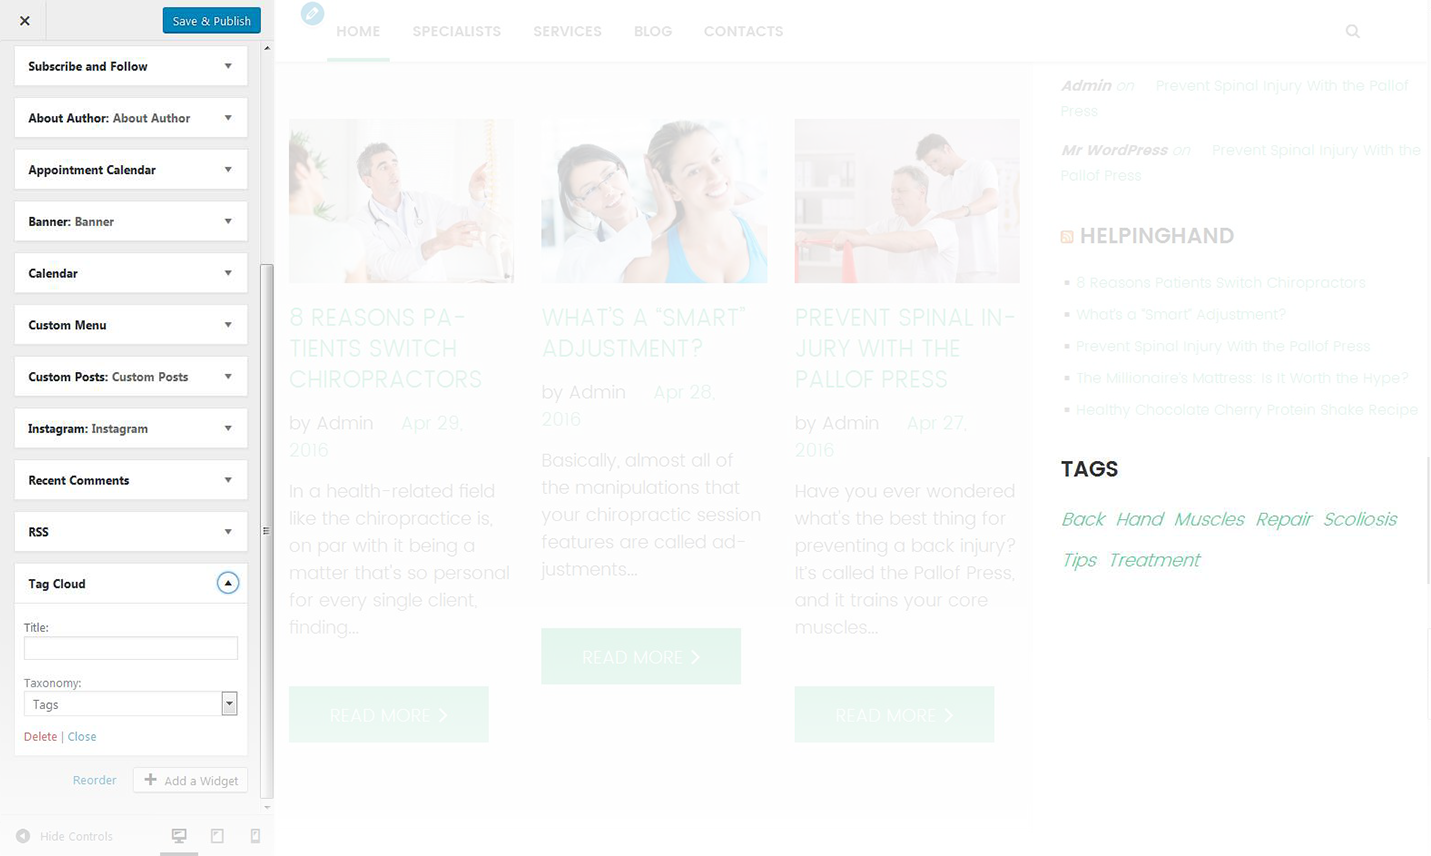 Save & Publish
Subscribe and Follow
About Author: About Author
Appointment Calendar
Banner: Banner
Calendar
Custom Menu
Custom Posts: Custom Posts
Instagram: Instagram
Recent Comments
RSS
Tag Cloud
Title:
Taxonomy:
Tags
Delete | Close
Reorder
Add a Widget
Hide Controls
HOME SPECIALISTS SERVICES BLOG CONTACTS
8 REASONS PA-
TIENTS SWITCH
CHIROPRACTORS
by Admin Apr 29,
2016
In a health-related field
like the chiropractice is,
on par with it being a
matter that's so personal
for every single client,
finding...
READ MORE
WHAT'S A “SMART”
ADJUSTMENT?
by Admin Apr 28,
2016
Basically, almost all of
the manipulations that
your chiropractic session
features are called ad-
justments...
READ MORE
PREVENT SPINAL IN-
JURY WITH THE
PALLOF PRESS
by Admin Apr 27,
2016
Have you ever wondered
what's the best thing for
preventing a back injury?
It's called the Pallof Press,
and it trains your core
muscles...
READ MORE
Admin on Prevent Spinal Injury With the Pallof
Press
Mr WordPress on Prevent Spinal Injury With the
Pallof Press
HELPINGHAND
8 Reasons Patients Switch Chiropractors
What's a “Smart” Adjustment?
Prevent Spinal Injury With the Pallof Press
The Millionaire's Mattress: Is It Worth the Hype?
Healthy Chocolate Cherry Protein Shake Recipe
TAGS
Back Hand Muscles Repair Scoliosis
Tips Treatment